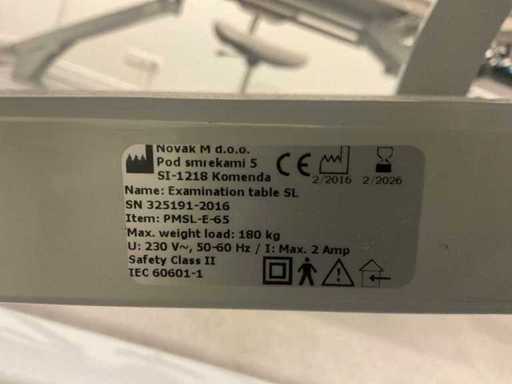 Novak M d.o.o.
Pod smrekami 5
SI-1218 Komenda
2/2016 2/2026
Name: Examination table SL
SN 325191-2016
Item: PMSL-E-65
Max. weight load: 180 kg
U: 230 V~, 50-60 Hz / I: Max. 2 Amp
Safety Class II
IEC 60601-1